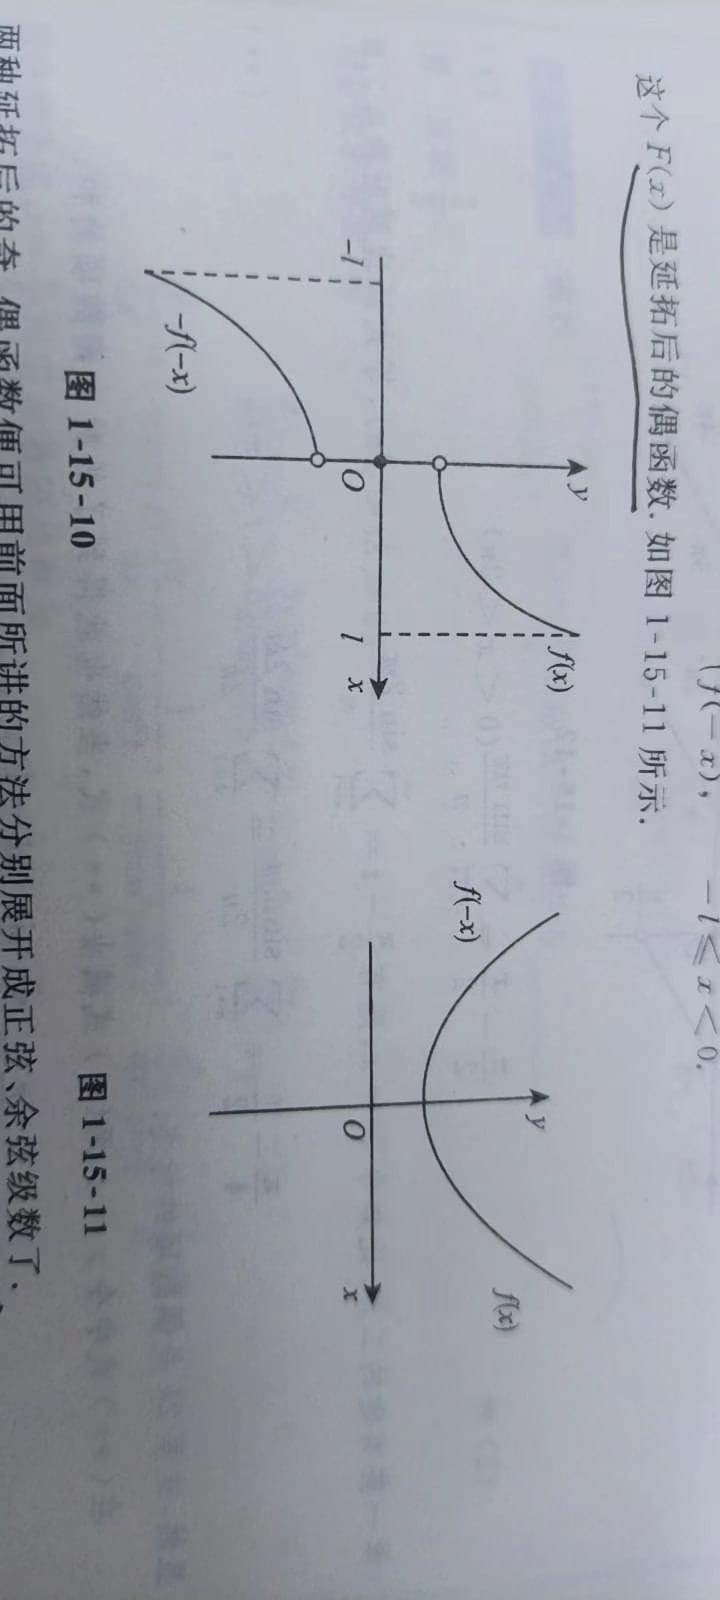 f(−x), −l ⩽ x < 0.
这个 F(x) 是延拓后的偶函数. 如图 1-15-11 所示.
y
f(x)
−l
O
l
x
−f(−x)
图 1-15-10
y
f(−x)
f(x)
O
x
图 1-15-11
两种延拓后的奇、偶函数便可用前面所讲的方法分别展开成正弦、余弦级数了.